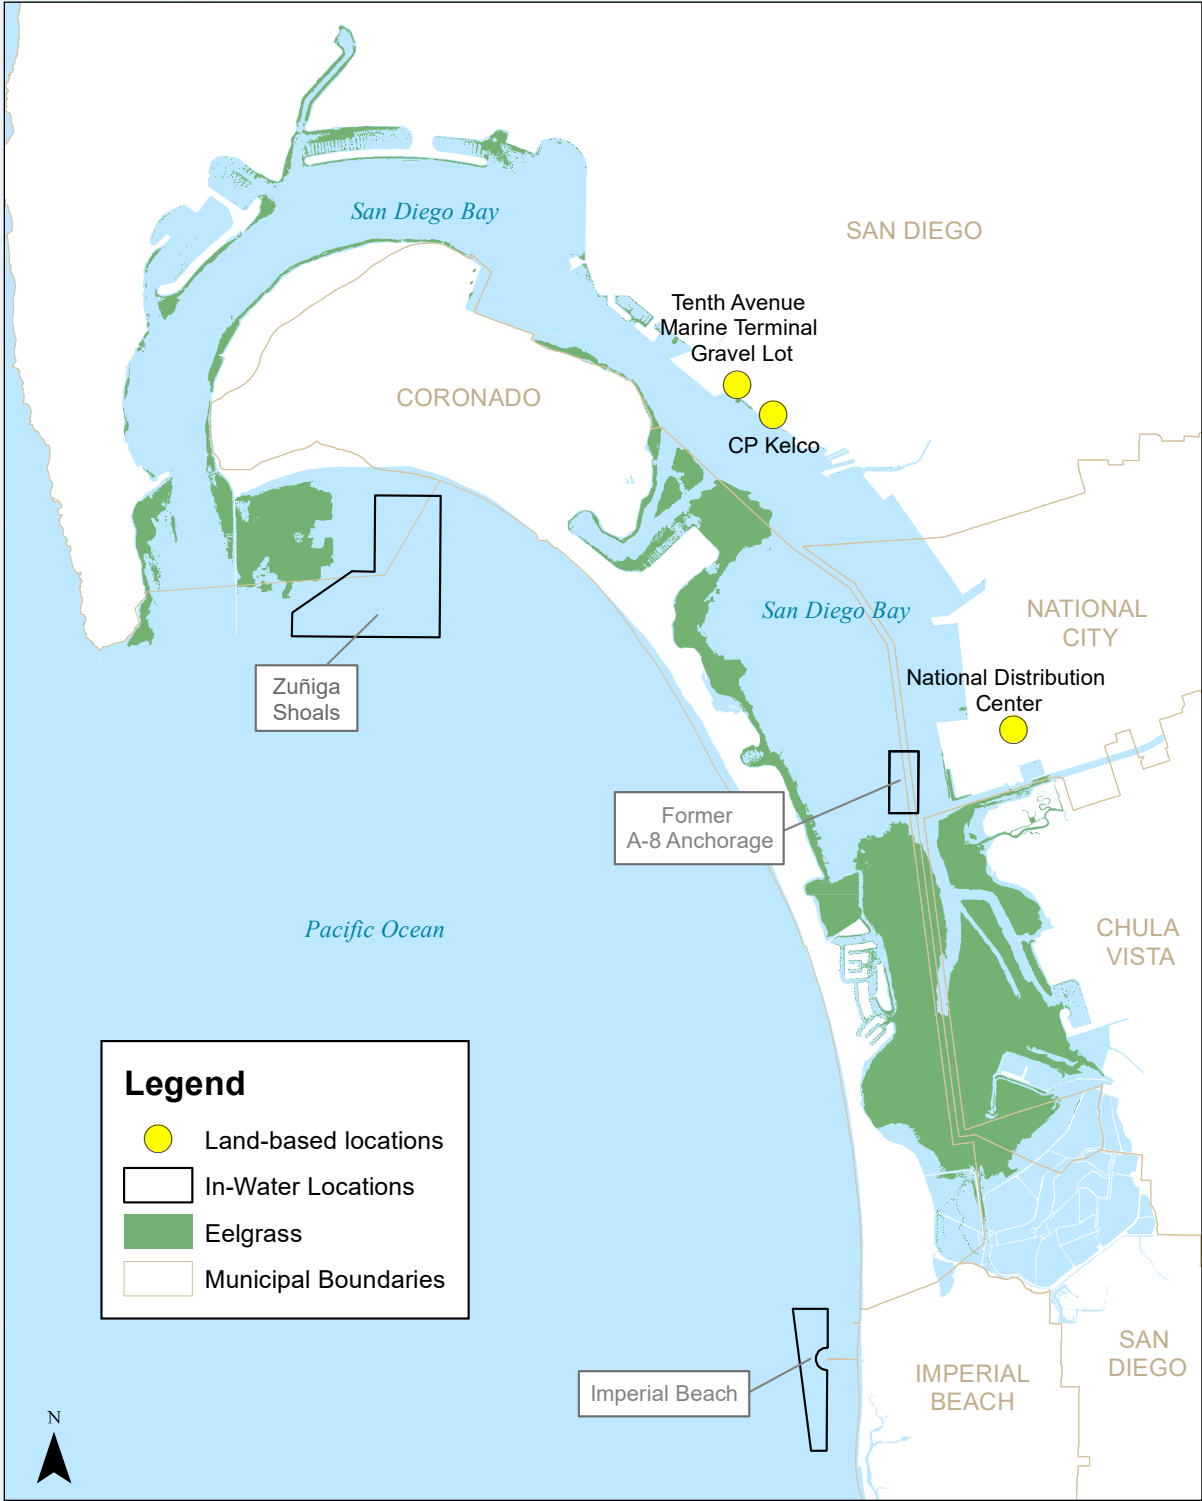 San Diego Bay
SAN DIEGO
Tenth Avenue
Marine Terminal
Gravel Lot
CORONADO
CP Kelco
San Diego Bay
NATIONAL
CITY
National Distribution
Center
Zuñiga
Shoals
Former
A-8 Anchorage
Pacific Ocean
CHULA
VISTA
Legend
Land-based locations
In-Water Locations
Eelgrass
Municipal Boundaries
SAN
DIEGO
IMPERIAL
BEACH
Imperial Beach
N